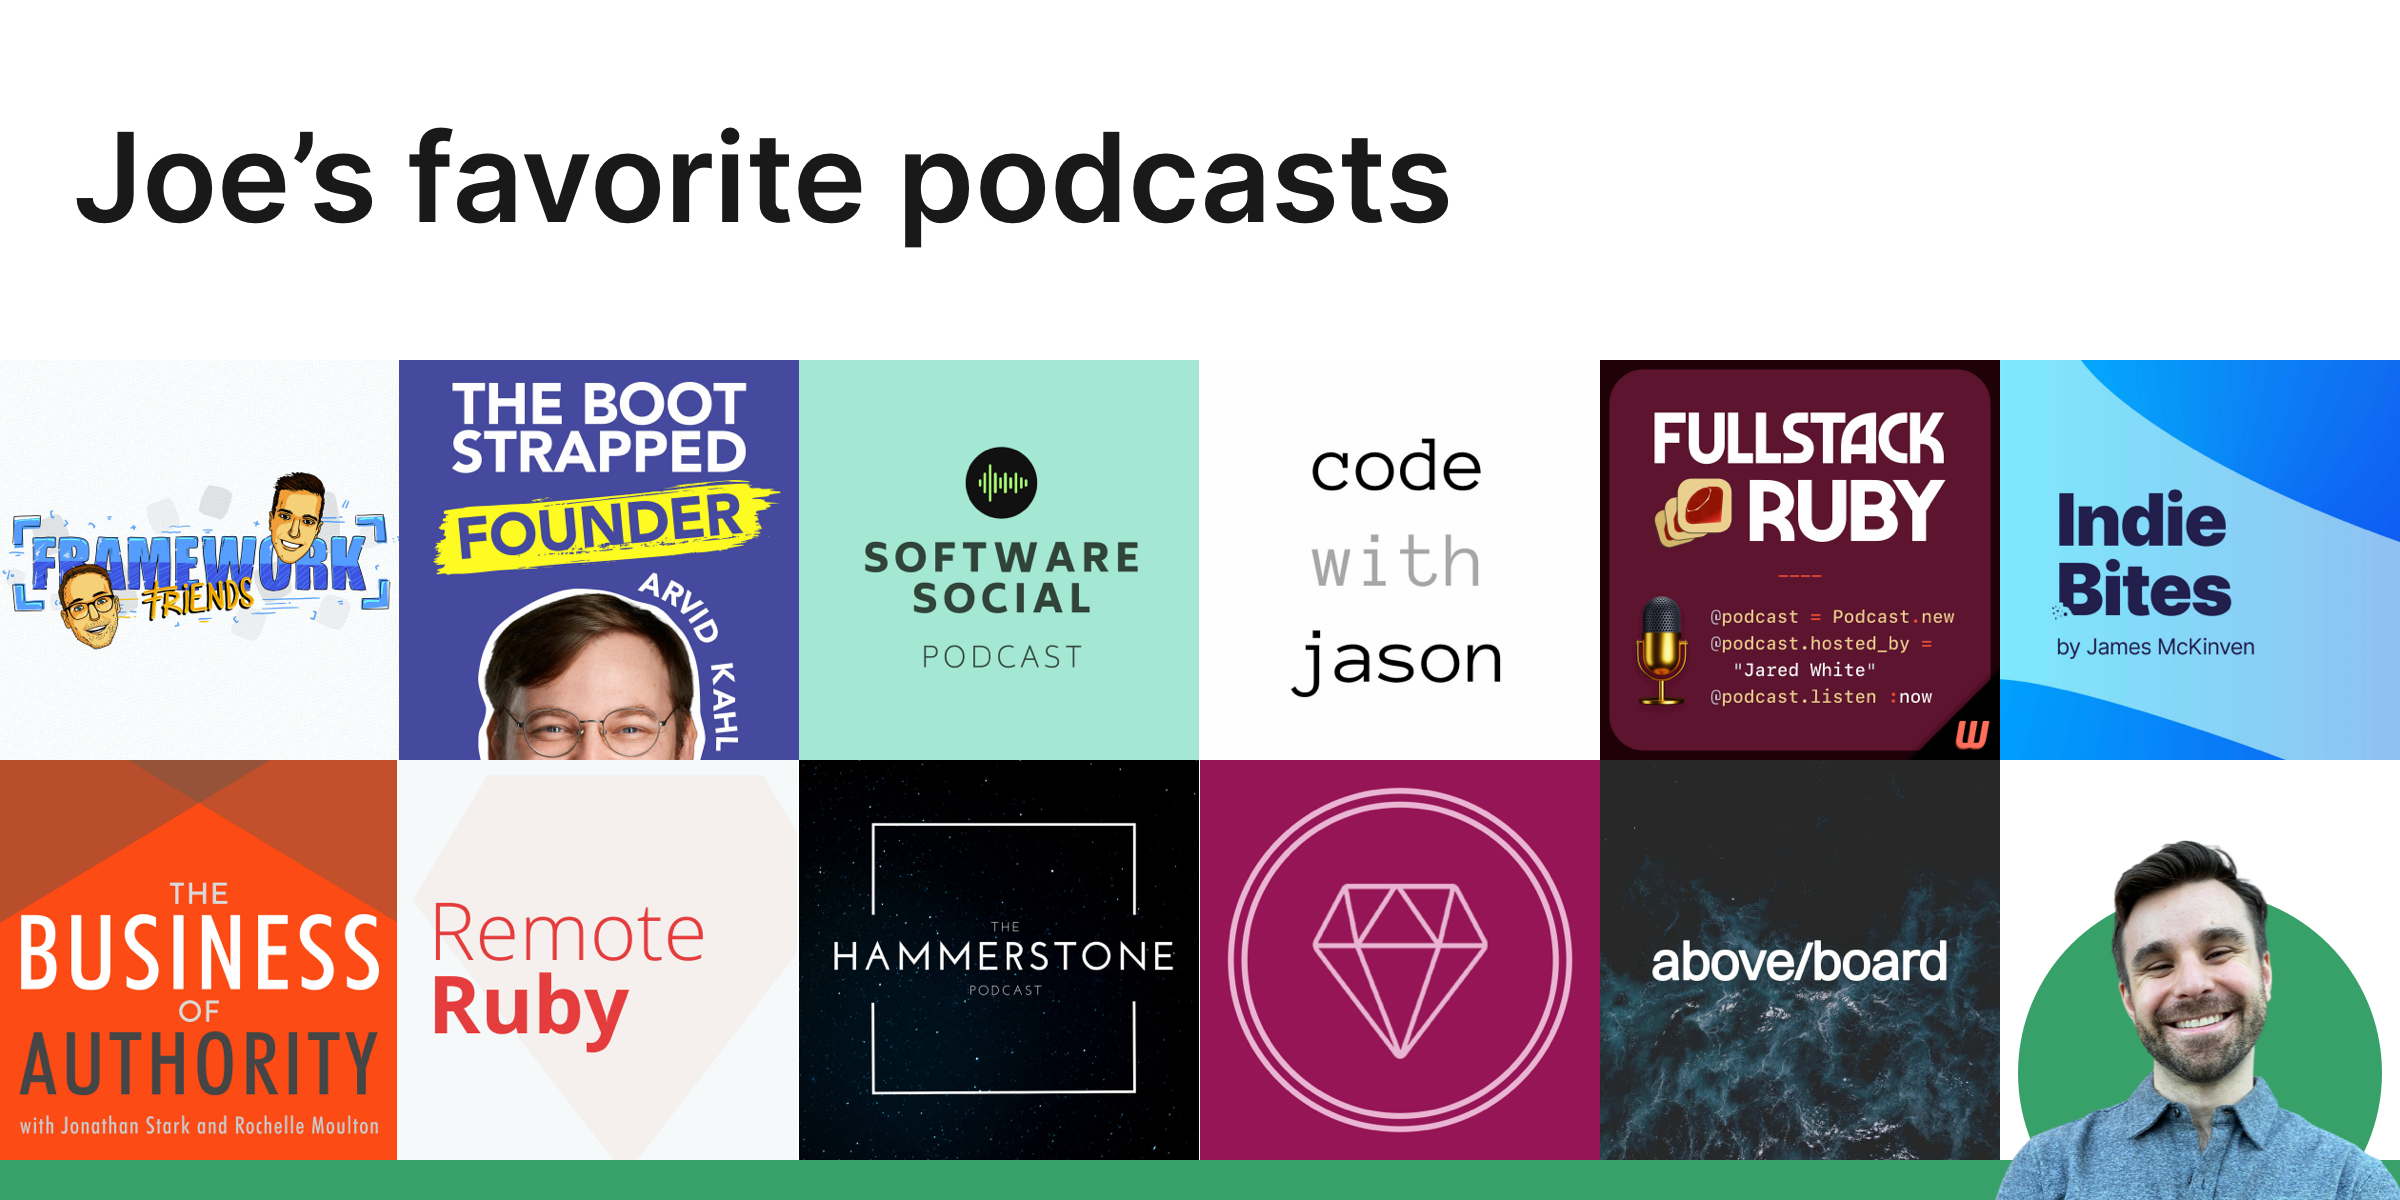 Joe’s favorite podcasts
FRAMEWORK
FRIENDS
THE BOOT
STRAPPED
FOUNDER
ARVID KAHL
SOFTWARE
SOCIAL
PODCAST
code
with
jason
FULLSTACK
RUBY
@podcast = Podcast.new
@podcast.hosted_by =
"Jared White"
@podcast.listen :now
W
Indie
Bites
by James McKinven
THE
BUSINESS
OF
AUTHORITY
with Jonathan Stark and Rochelle Moulton
Remote
Ruby
THE
HAMMERSTONE
PODCAST
above/board